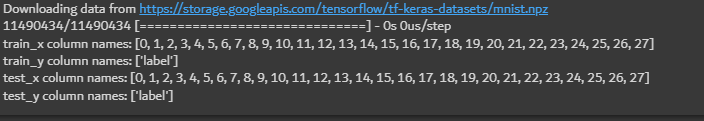 Downloading data from https://storage.googleapis.com/tensorflow/tf-keras-datasets/mnist.npz
11490434/11490434 [==============================] - 0s 0us/step
train_x column names: [0, 1, 2, 3, 4, 5, 6, 7, 8, 9, 10, 11, 12, 13, 14, 15, 16, 17, 18, 19, 20, 21, 22, 23, 24, 25, 26, 27]
train_y column names: ['label']
test_x column names: [0, 1, 2, 3, 4, 5, 6, 7, 8, 9, 10, 11, 12, 13, 14, 15, 16, 17, 18, 19, 20, 21, 22, 23, 24, 25, 26, 27]
test_y column names: ['label']